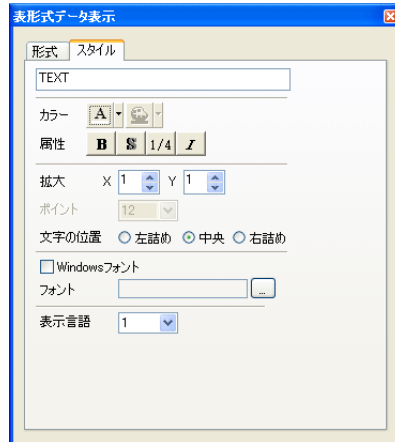 表形式データ表示
形式 スタイル
TEXT
カラー A
属性 B S 1/4 I
拡大 X 1 Y 1
ポイント 12
文字の位置 左詰め 中央 右詰め
Windowsフォント
フォント ...
表示言語 1